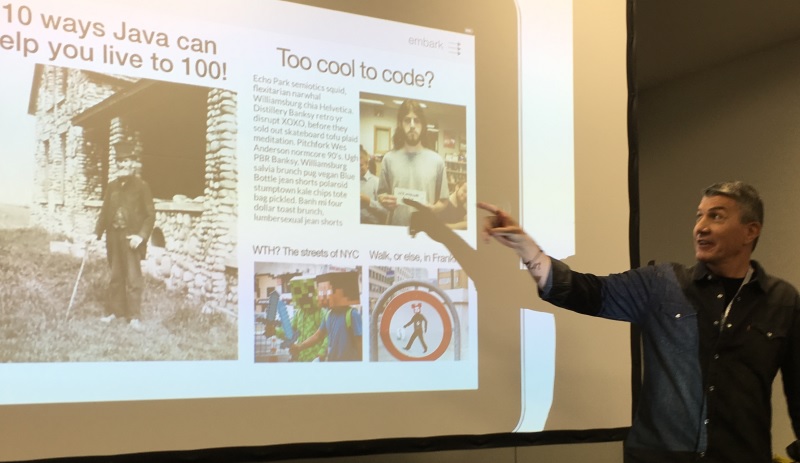 10 ways Java can
elp you live to 100!
embark
Too cool to code?
Echo Park semiotics squid,
flexitarian narwhal
Williamsburg chia Helvetica.
Distillery Banksy retro yr
disrupt XOXO, before they
sold out skateboard tofu plaid
meditation. Pitchfork Wes
Anderson normcore 90's. Ugh
PBR Banksy, Williamsburg
salvia brunch pug vegan Blue
Bottle jean shorts polaroid
stumptown kale chips tote
bag pickled. Banh mi four
dollar toast brunch,
lumbersexual jean shorts
WTH? The streets of NYC
Walk, or else, in Frank